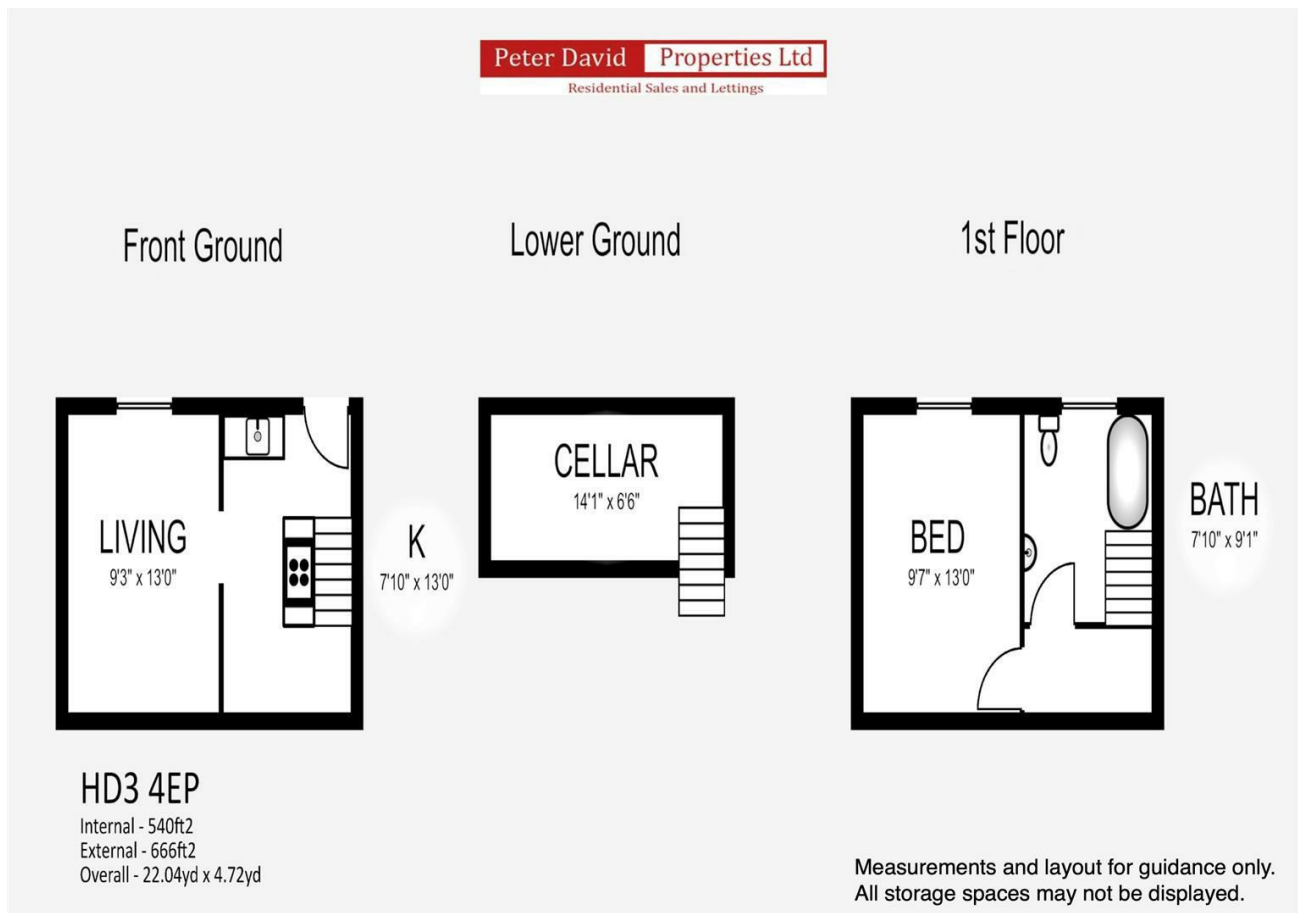 Peter David Properties Ltd
Residential Sales and Lettings
Front Ground
Lower Ground
1st Floor
LIVING
9'3" x 13'0"
K
7'10" x 13'0"
CELLAR
14'1" x 6'6"
BED
9'7" x 13'0"
BATH
7'10" x 9'1"
HD3 4EP
Internal - 540ft2
External - 666ft2
Overall - 22.04yd x 4.72yd
Measurements and layout for guidance only.
All storage spaces may not be displayed.